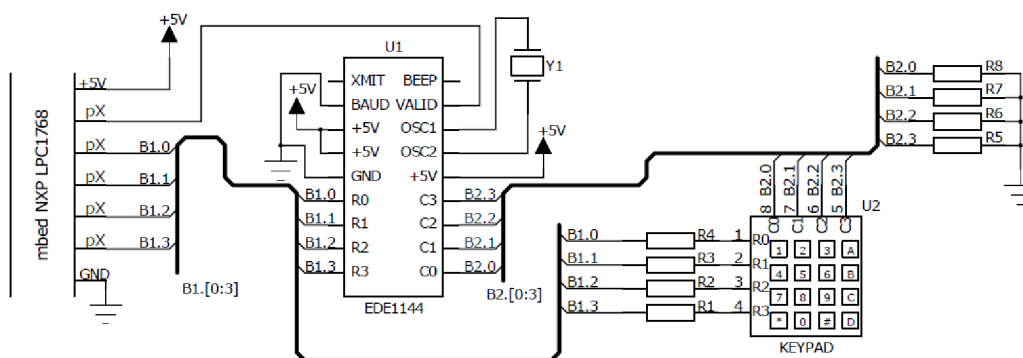 +5V
U1
Y1
XMIT BEEP
BAUD VALID
+5V OSC1
+5V OSC2
GND +5V
R0 C3
R1 C2
R2 C1
R3 C0
EDE1144
+5V
+5V
mbed NXP LPC1768
+5V
pX
pX B1.0
pX B1.1
pX B1.2
pX B1.3
GND
B1.[0:3]
B1.0
B1.1
B1.2
B1.3
B2.3
B2.2
B2.1
B2.0
B2.[0:3]
B2.0 R8
B2.1 R7
B2.2 R6
B2.3 R5
B2.0
B2.1
B2.2
B2.3
8 7 6 5
U2
C0 C1 C2 C3
B1.0 R4 1 R0
B1.1 R3 2 R1
B1.2 R2 3 R2
B1.3 R1 4 R3
1 2 3 A
4 5 6 B
7 8 9 C
* 0 # D
KEYPAD